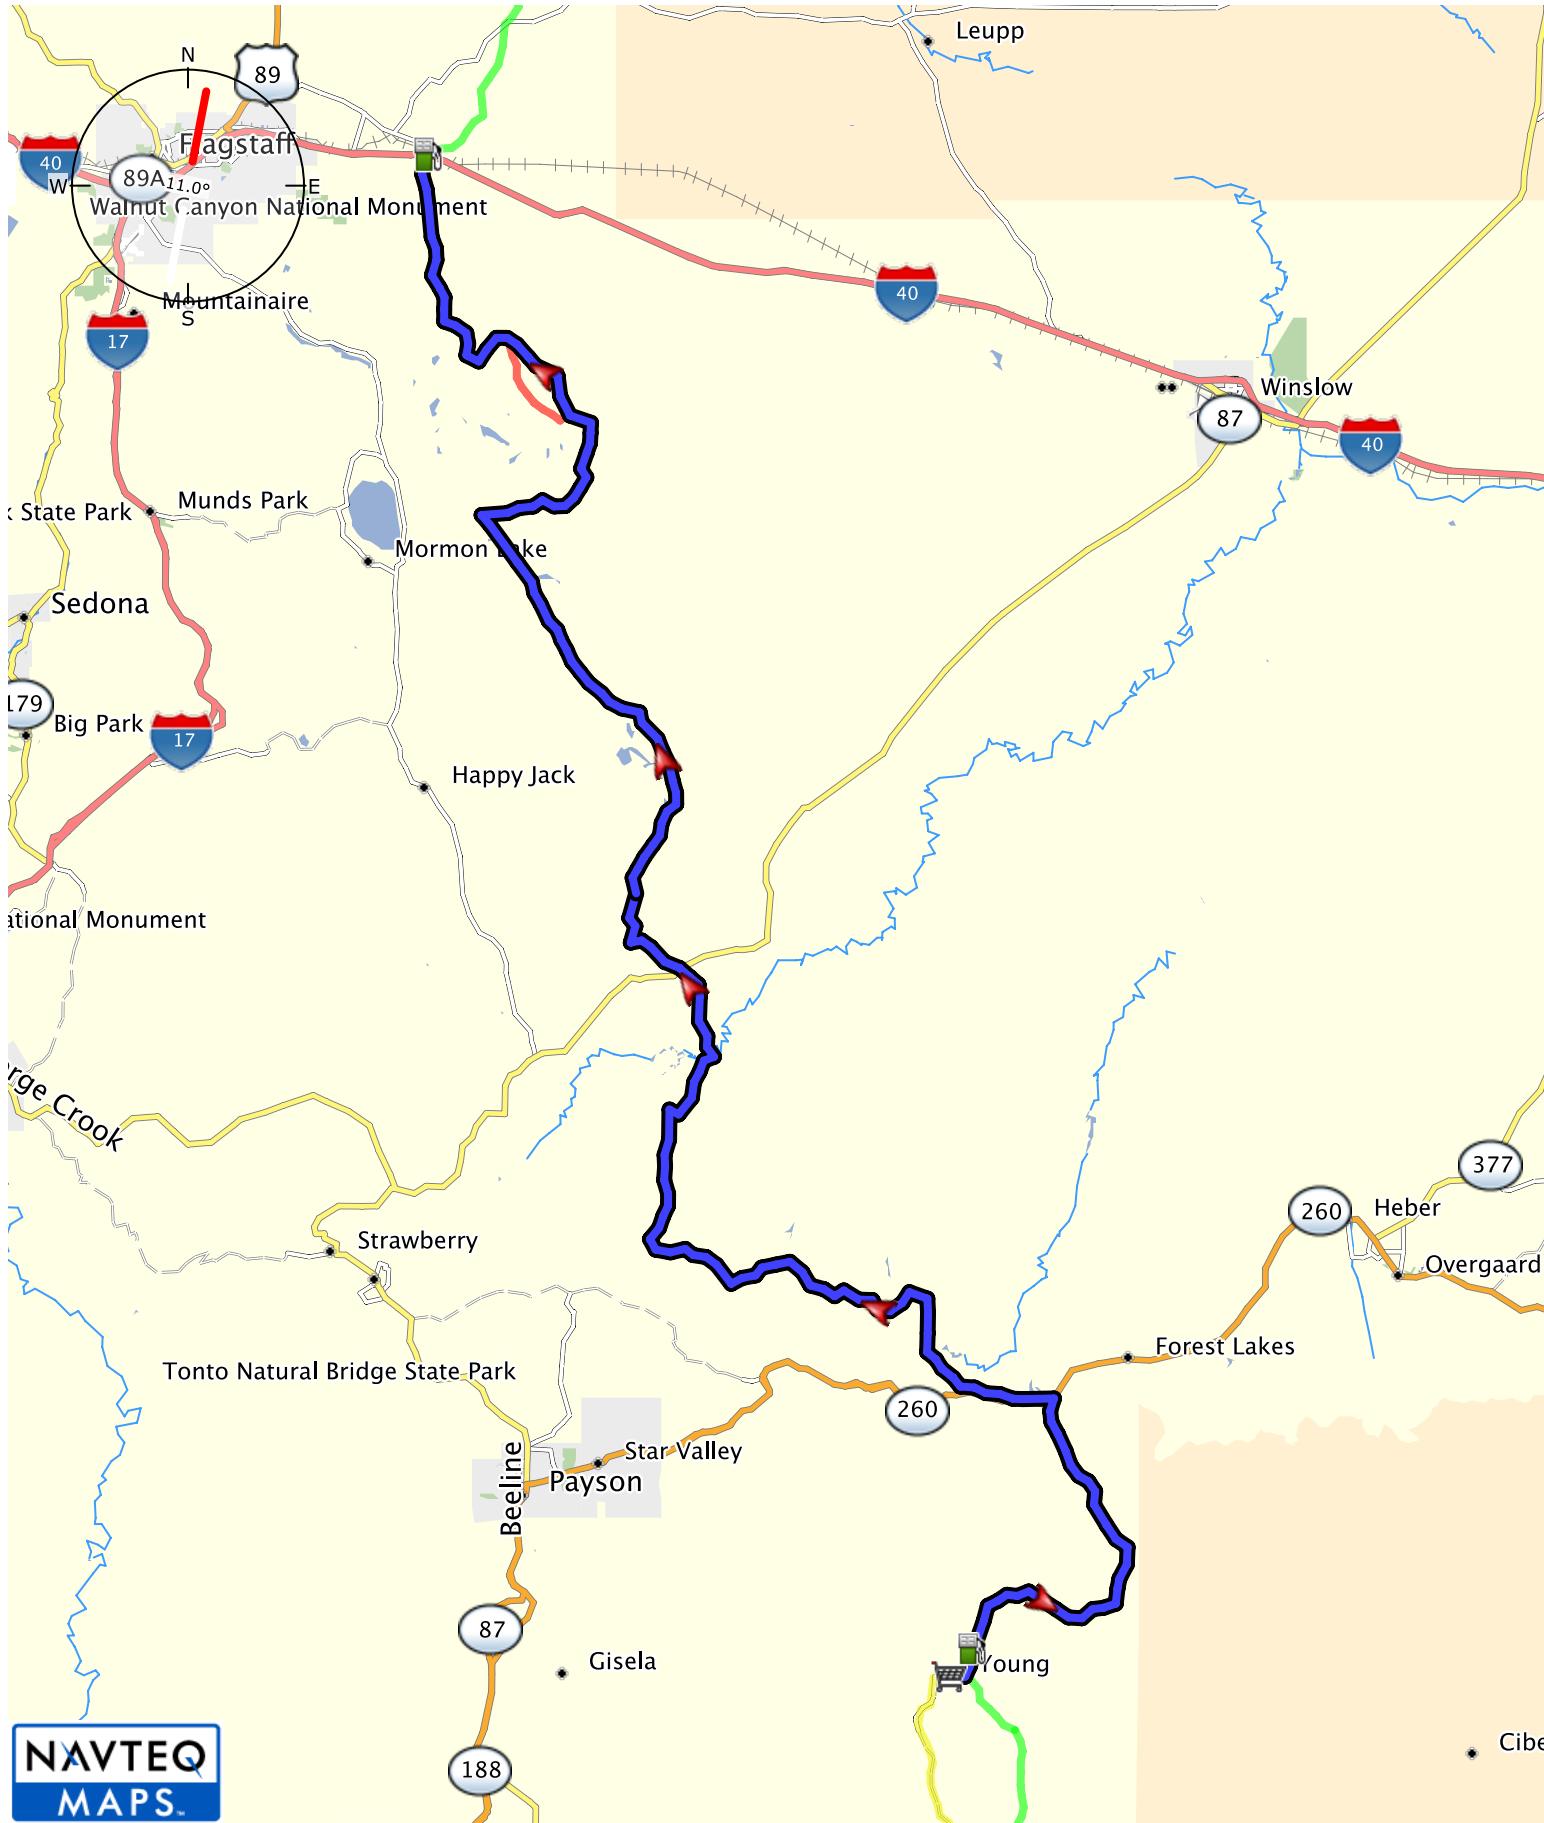 Leupp
N
89
Flagstaff
40
W
89A
11.0°
E
Walnut Canyon National Monument
Mountainaire
S
40
17
Winslow
87
40
Munds Park
k State Park
Mormon Lake
Sedona
179
Big Park
17
Happy Jack
ational Monument
rge Crook
377
260
Heber
Strawberry
Overgaard
Forest Lakes
Tonto Natural Bridge State Park
260
Star Valley
Payson
Beeline
87
Gisela
Young
Cibe
188
NAVTEQ
MAPS™